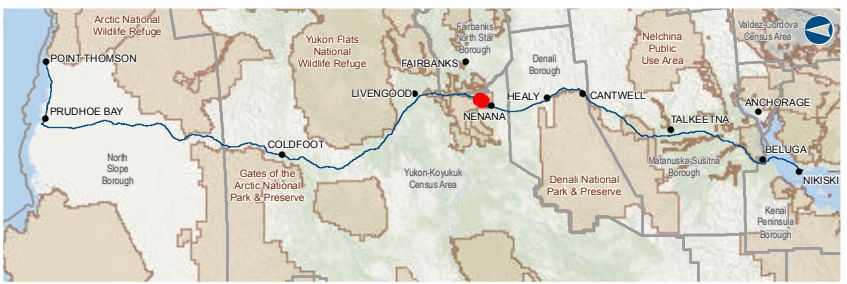 Arctic National
Wildlife Refuge
POINT THOMSON
PRUDHOE BAY
North
Slope
Borough
COLDFOOT
Gates of the
Arctic National
Park & Preserve
Yukon Flats
National
Wildlife Refuge
LIVENGOOD
FAIRBANKS
Fairbanks
North Star
Borough
NENANA
Yukon-Koyukuk
Census Area
Denali
Borough
HEALY
CANTWELL
Denali National
Park & Preserve
Nelchina
Public
Use Area
TALKEETNA
Matanuska-Susitna
Borough
Valdez-Cordova
Census Area
ANCHORAGE
BELUGA
NIKISKI
Kenai
Peninsula
Borough